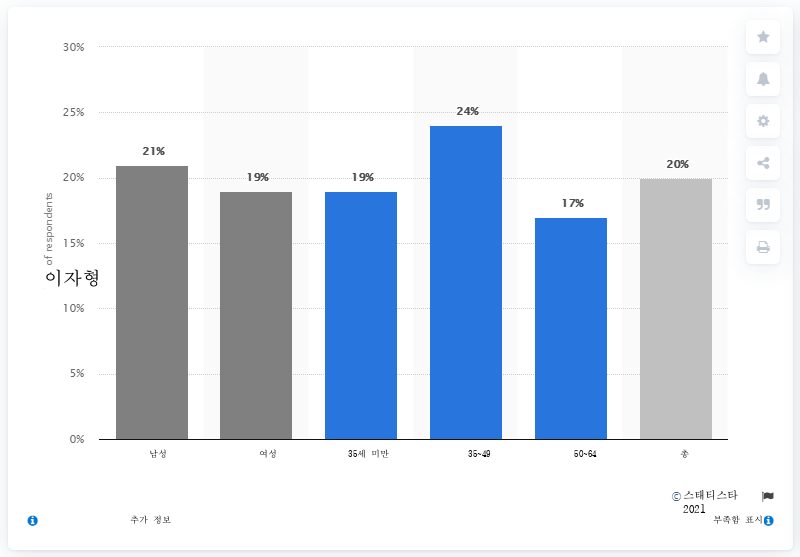 30%
25%
20%
15%
10%
5%
0%
of respondents
이자형
21%
19%
19%
24%
17%
20%
남성
여성
35세 미만
35~49
50~64
총
© 스태티스타
2021
추가 정보
부족함 표시